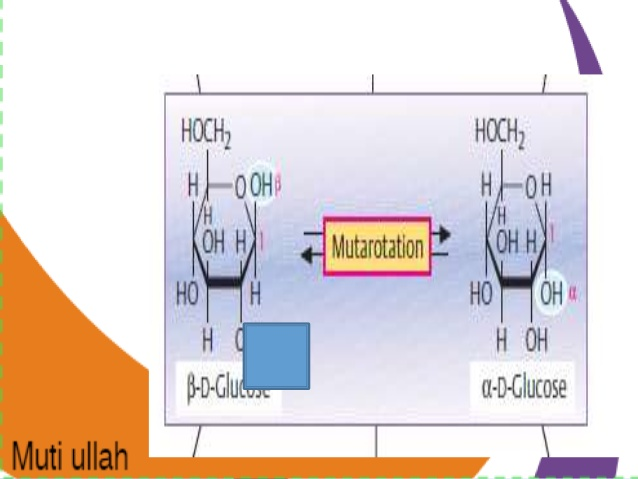 HOCH2 HOCH2
H O OH β H O H
H H
OH H 1 Mutarotation OH H 1
HO H HO OH α
H H OH
β-D-Glucose α-D-Glucose
Muti ullah